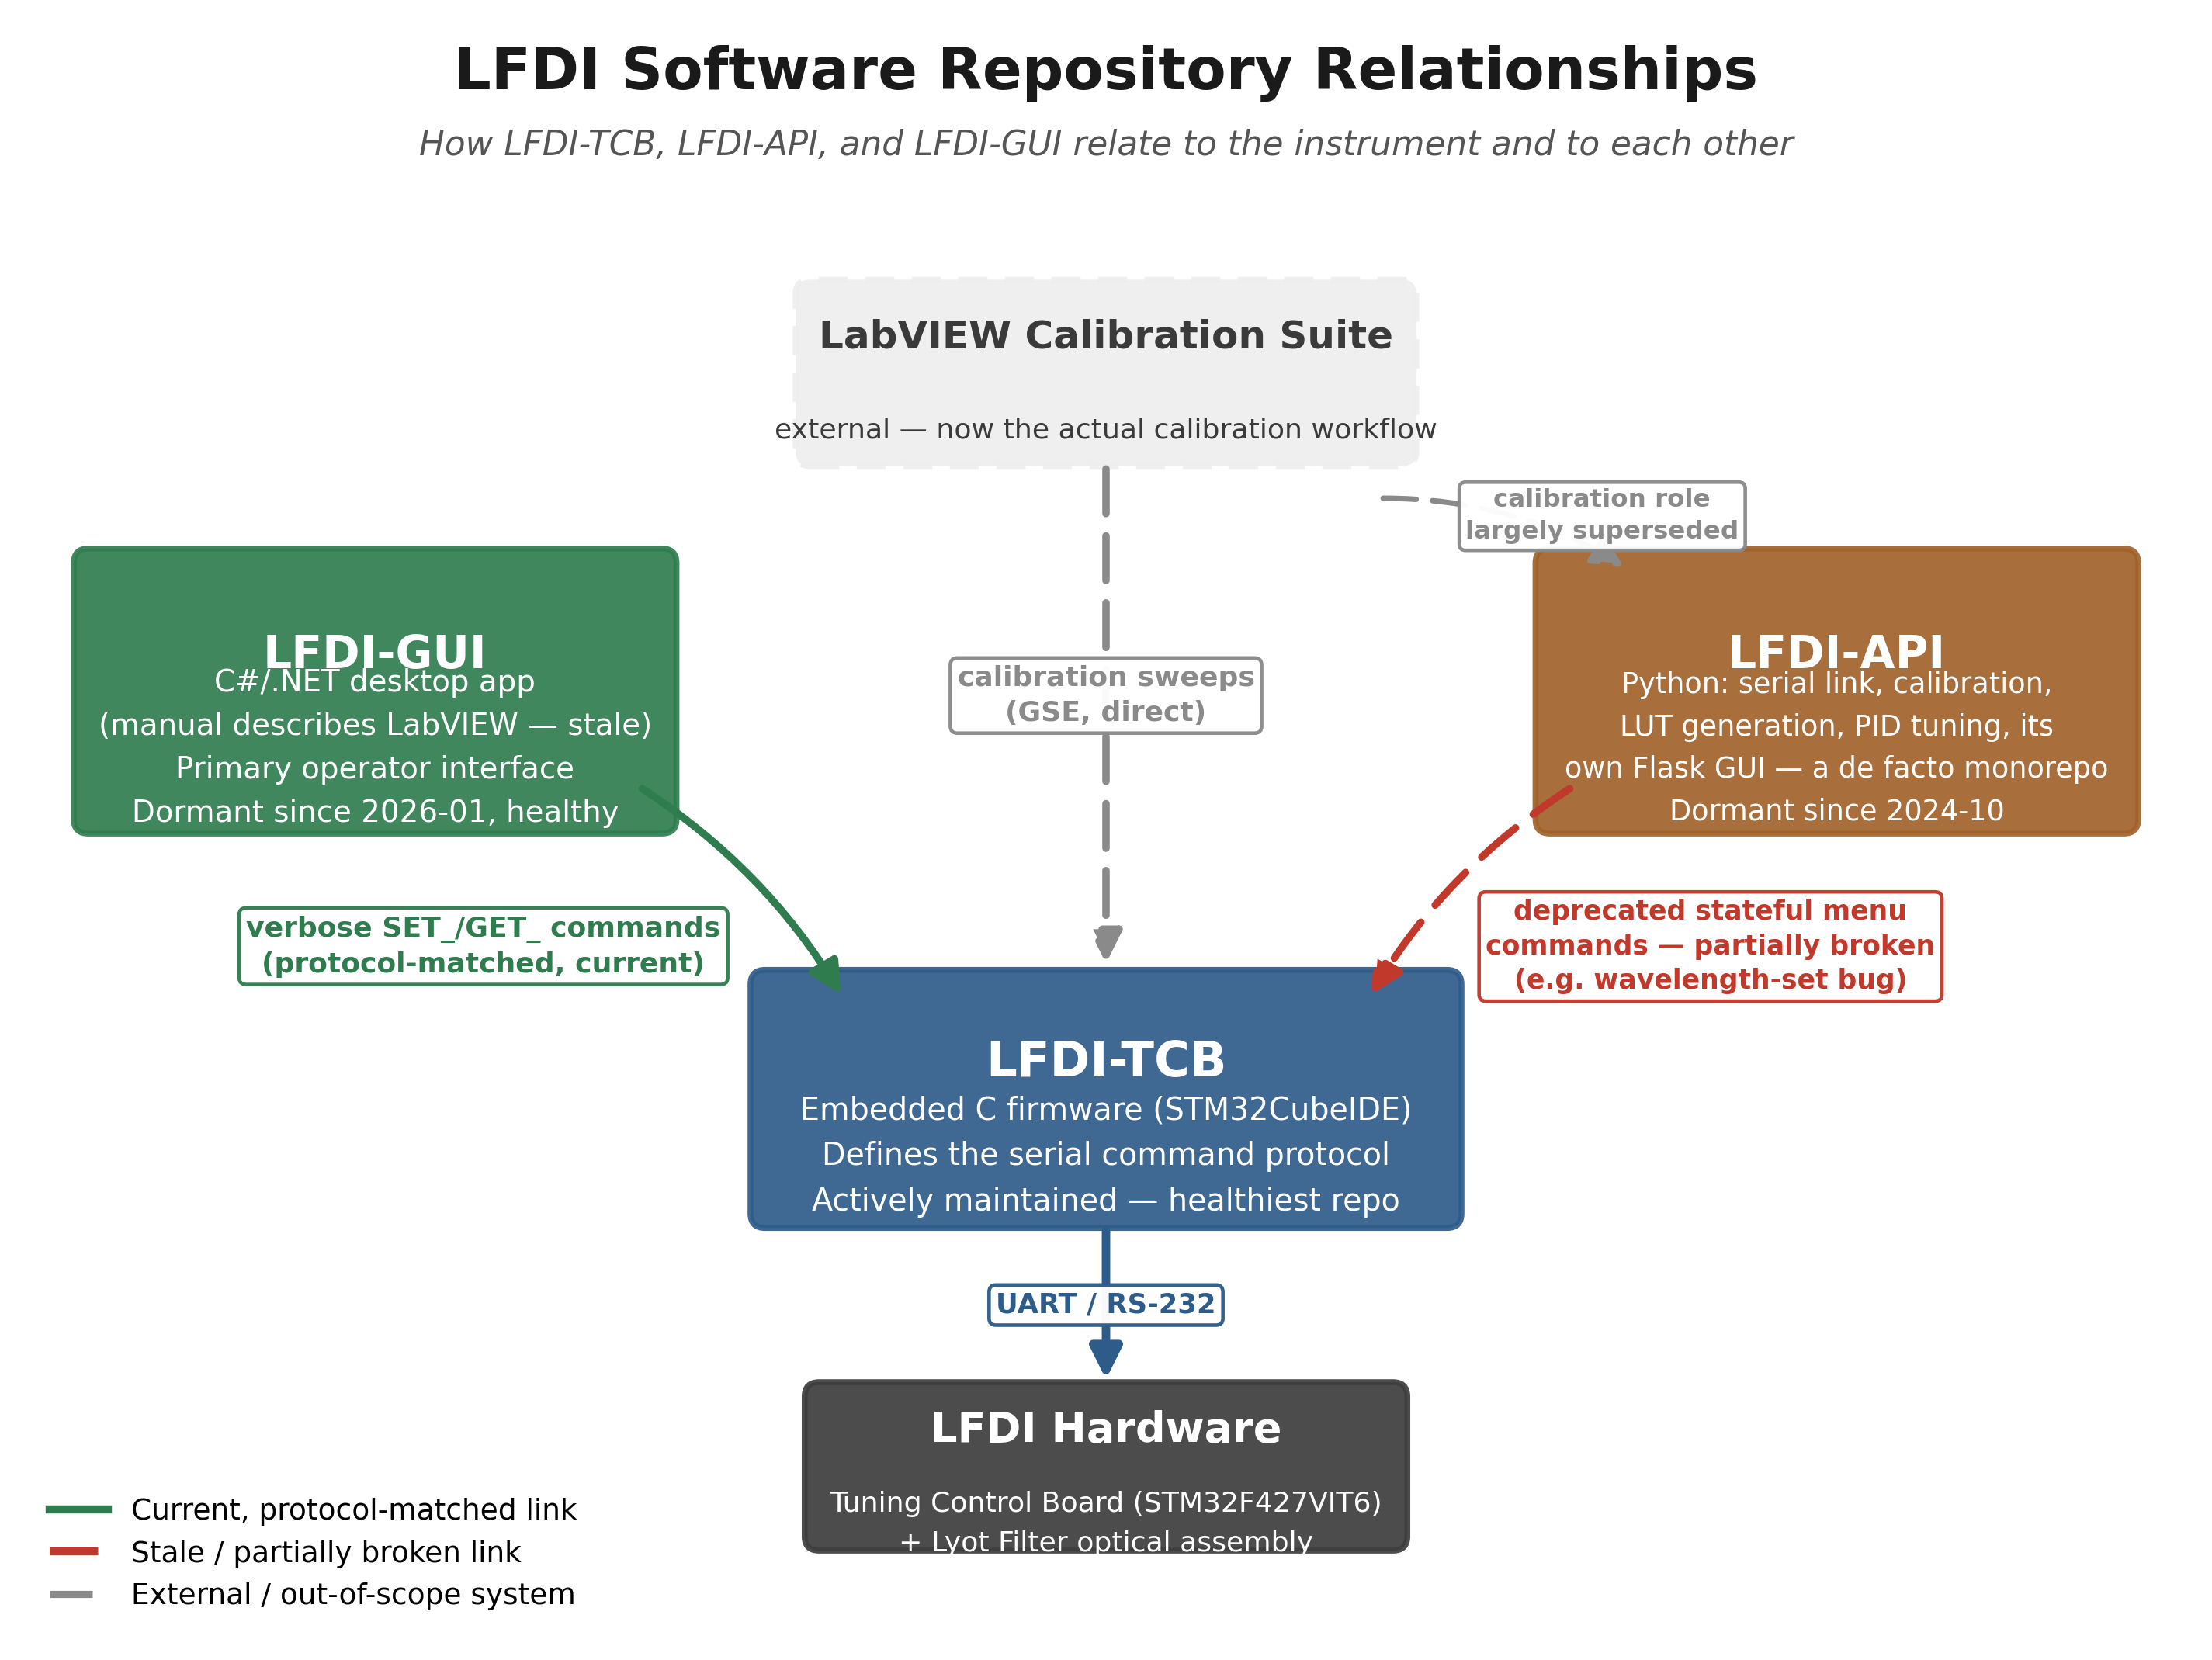 LFDI Software Repository Relationships
How LFDI-TCB, LFDI-API, and LFDI-GUI relate to the instrument and to each other
LabVIEW Calibration Suite
external — now the actual calibration workflow
calibration role
largely superseded
LFDI-GUI
C#/.NET desktop app
(manual describes LabVIEW — stale)
Primary operator interface
Dormant since 2026-01, healthy
calibration sweeps
(GSE, direct)
LFDI-API
Python: serial link, calibration,
LUT generation, PID tuning, its
own Flask GUI — a de facto monorepo
Dormant since 2024-10
verbose SET_/GET_ commands
(protocol-matched, current)
deprecated stateful menu
commands — partially broken
(e.g. wavelength-set bug)
LFDI-TCB
Embedded C firmware (STM32CubeIDE)
Defines the serial command protocol
Actively maintained — healthiest repo
UART / RS-232
LFDI Hardware
Tuning Control Board (STM32F427VIT6)
+ Lyot Filter optical assembly
Current, protocol-matched link
Stale / partially broken link
External / out-of-scope system